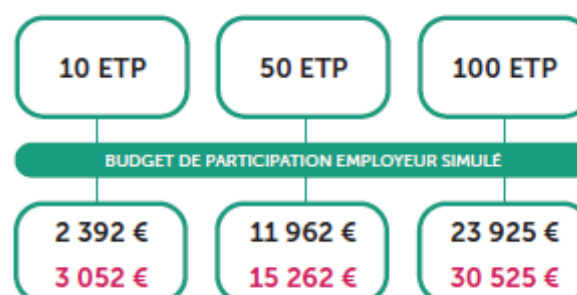 10 ETP
50 ETP
100 ETP
BUDGET DE PARTICIPATION EMPLOYEUR SIMULÉ
2 392 €
3 052 €
11 962 €
15 262 €
23 925 €
30 525 €